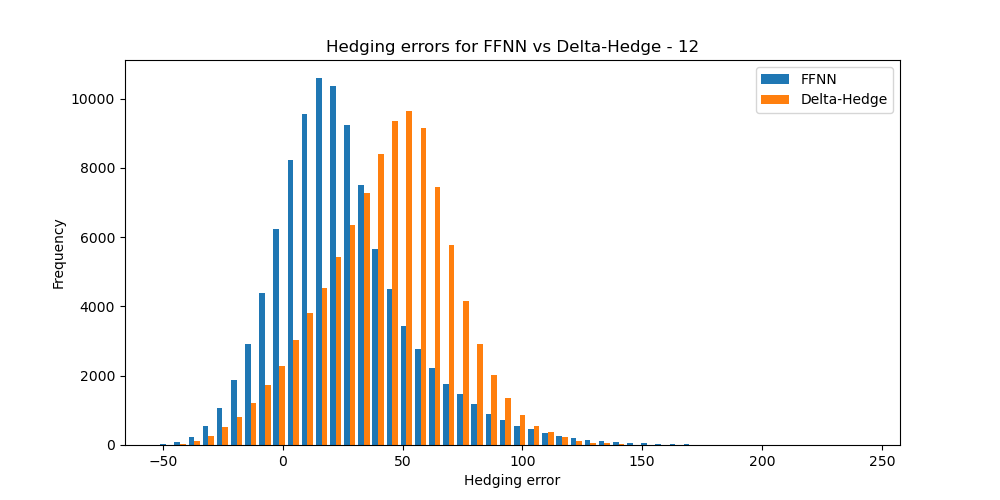 Hedging errors for FFNN vs Delta-Hedge - 12
FFNN
Delta-Hedge
10000
8000
6000
4000
2000
0
Frequency
−50
0
50
100
150
200
250
Hedging error